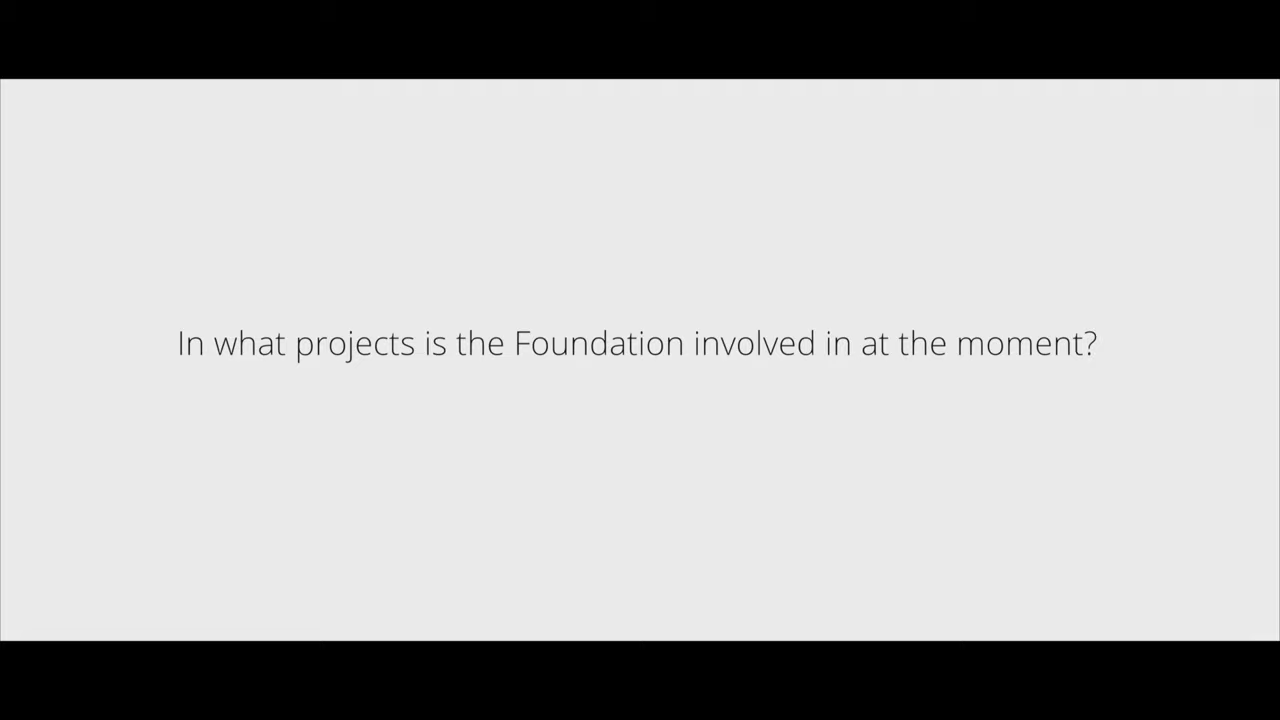 In what projects is the Foundation involved in at the moment?